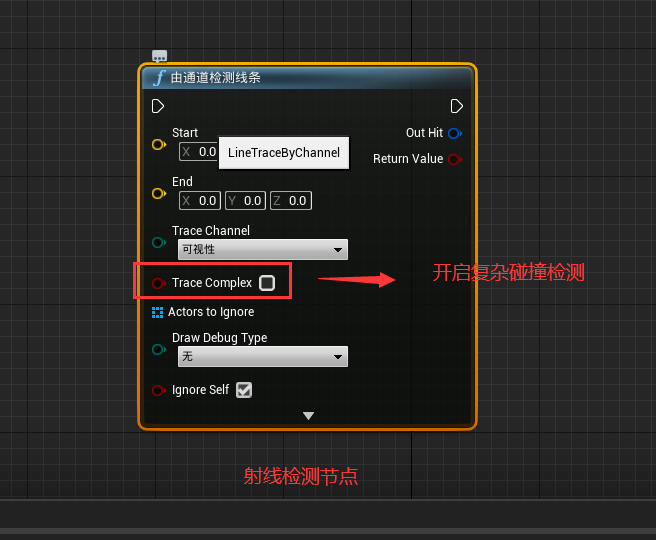 f 由通道检测线条
Start
Out Hit
X 0.0
LineTraceByChannel
Return Value
End
X 0.0 Y 0.0 Z 0.0
Trace Channel
可视性
Trace Complex
开启复杂碰撞检测
Actors to Ignore
Draw Debug Type
无
Ignore Self
射线检测节点